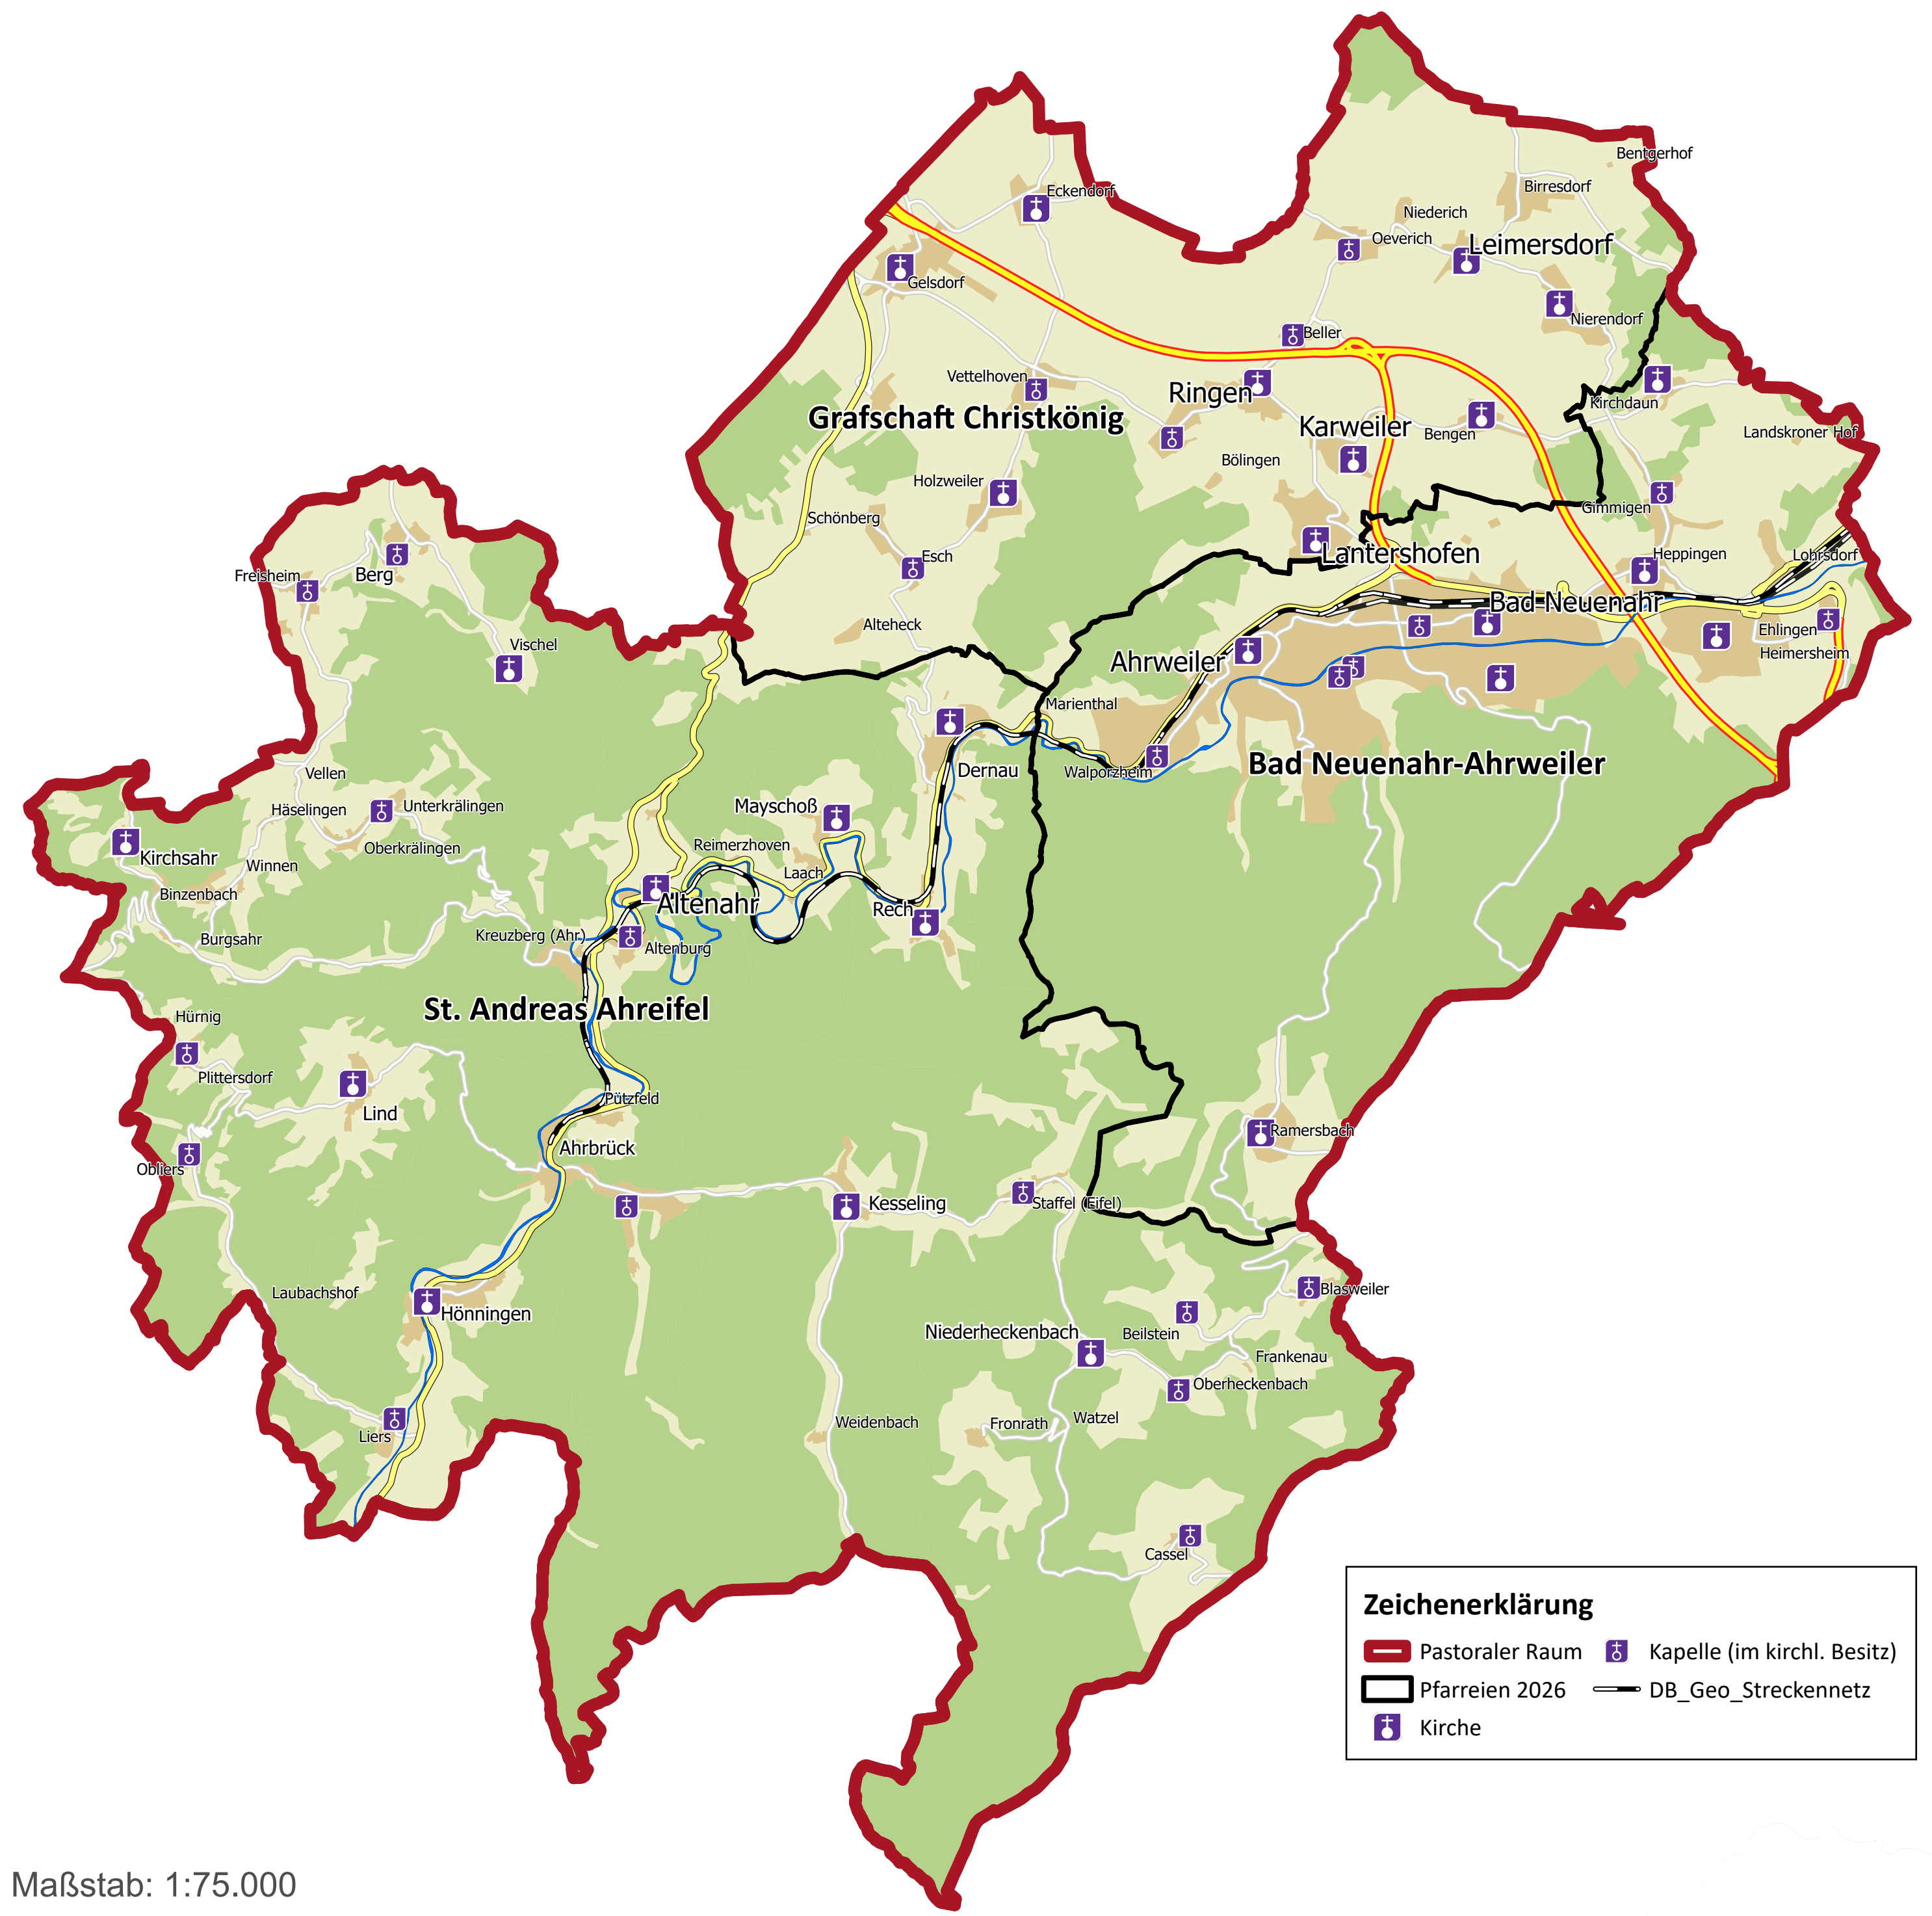 Bentgerhof
Birresdorf
Eckendorf
Niederich
Oeverich
Leimersdorf
Gelsdorf
Nierendorf
Beller
Vettelhoven
Ringen
Kirchdaun
Grafschaft Christkönig
Karweiler
Bengen
Landskroner Hof
Bölingen
Holzweiler
Gimmigen
Schönberg
Esch
Lantershofen
Heppingen
Lohrsdorf
Freisheim
Berg
Bad Neuenahr
Alteheck
Ehlingen
Vischel
Ahrweiler
Heimersheim
Marienthal
Dernau
Walporzheim
Bad Neuenahr-Ahrweiler
Vellen
Häselingen
Unterkrälingen
Mayschoß
Reimerzhoven
Oberkrälingen
Kirchsahr
Winnen
Laach
Binzenbach
Altenahr
Rech
Burgsahr
Kreuzberg (Ahr)
Altenburg
St. Andreas Ahreifel
Hürnig
Plittersdorf
Lind
Pützfeld
Ramersbach
Ahrbrück
Obliers
Kesseling
Staffel (Eifel)
Laubachshof
Blasweiler
Hönningen
Niederheckenbach
Beilstein
Frankenau
Oberheckenbach
Liers
Weidenbach
Fronrath
Watzel
Cassel
Zeichenerklärung
Pastoraler Raum
Kapelle (im kirchl. Besitz)
Pfarreien 2026
DB_Geo_Streckennetz
Kirche
Maßstab: 1:75.000